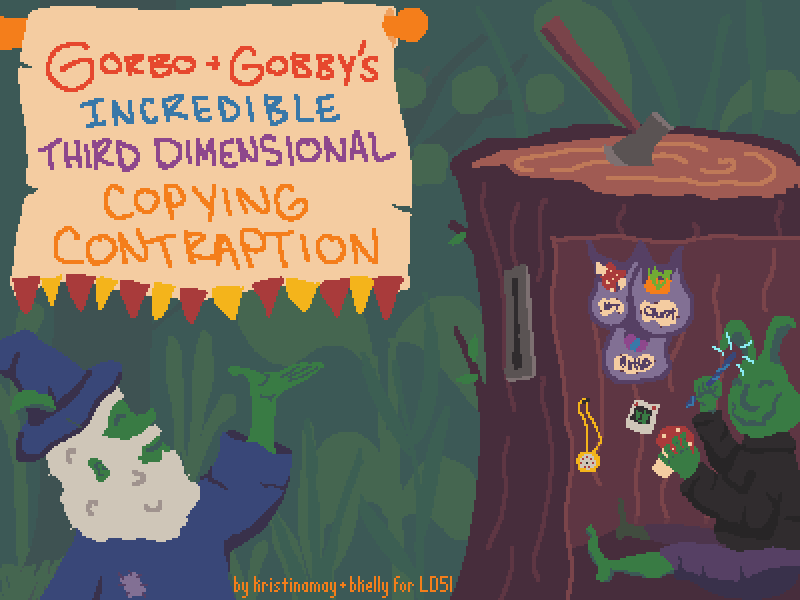 GORBO + GOBBY'S
INCREDIBLE
THIRD DIMENSIONAL
COPYING
CONTRAPTION
by kristinamay + bkelly for LD51